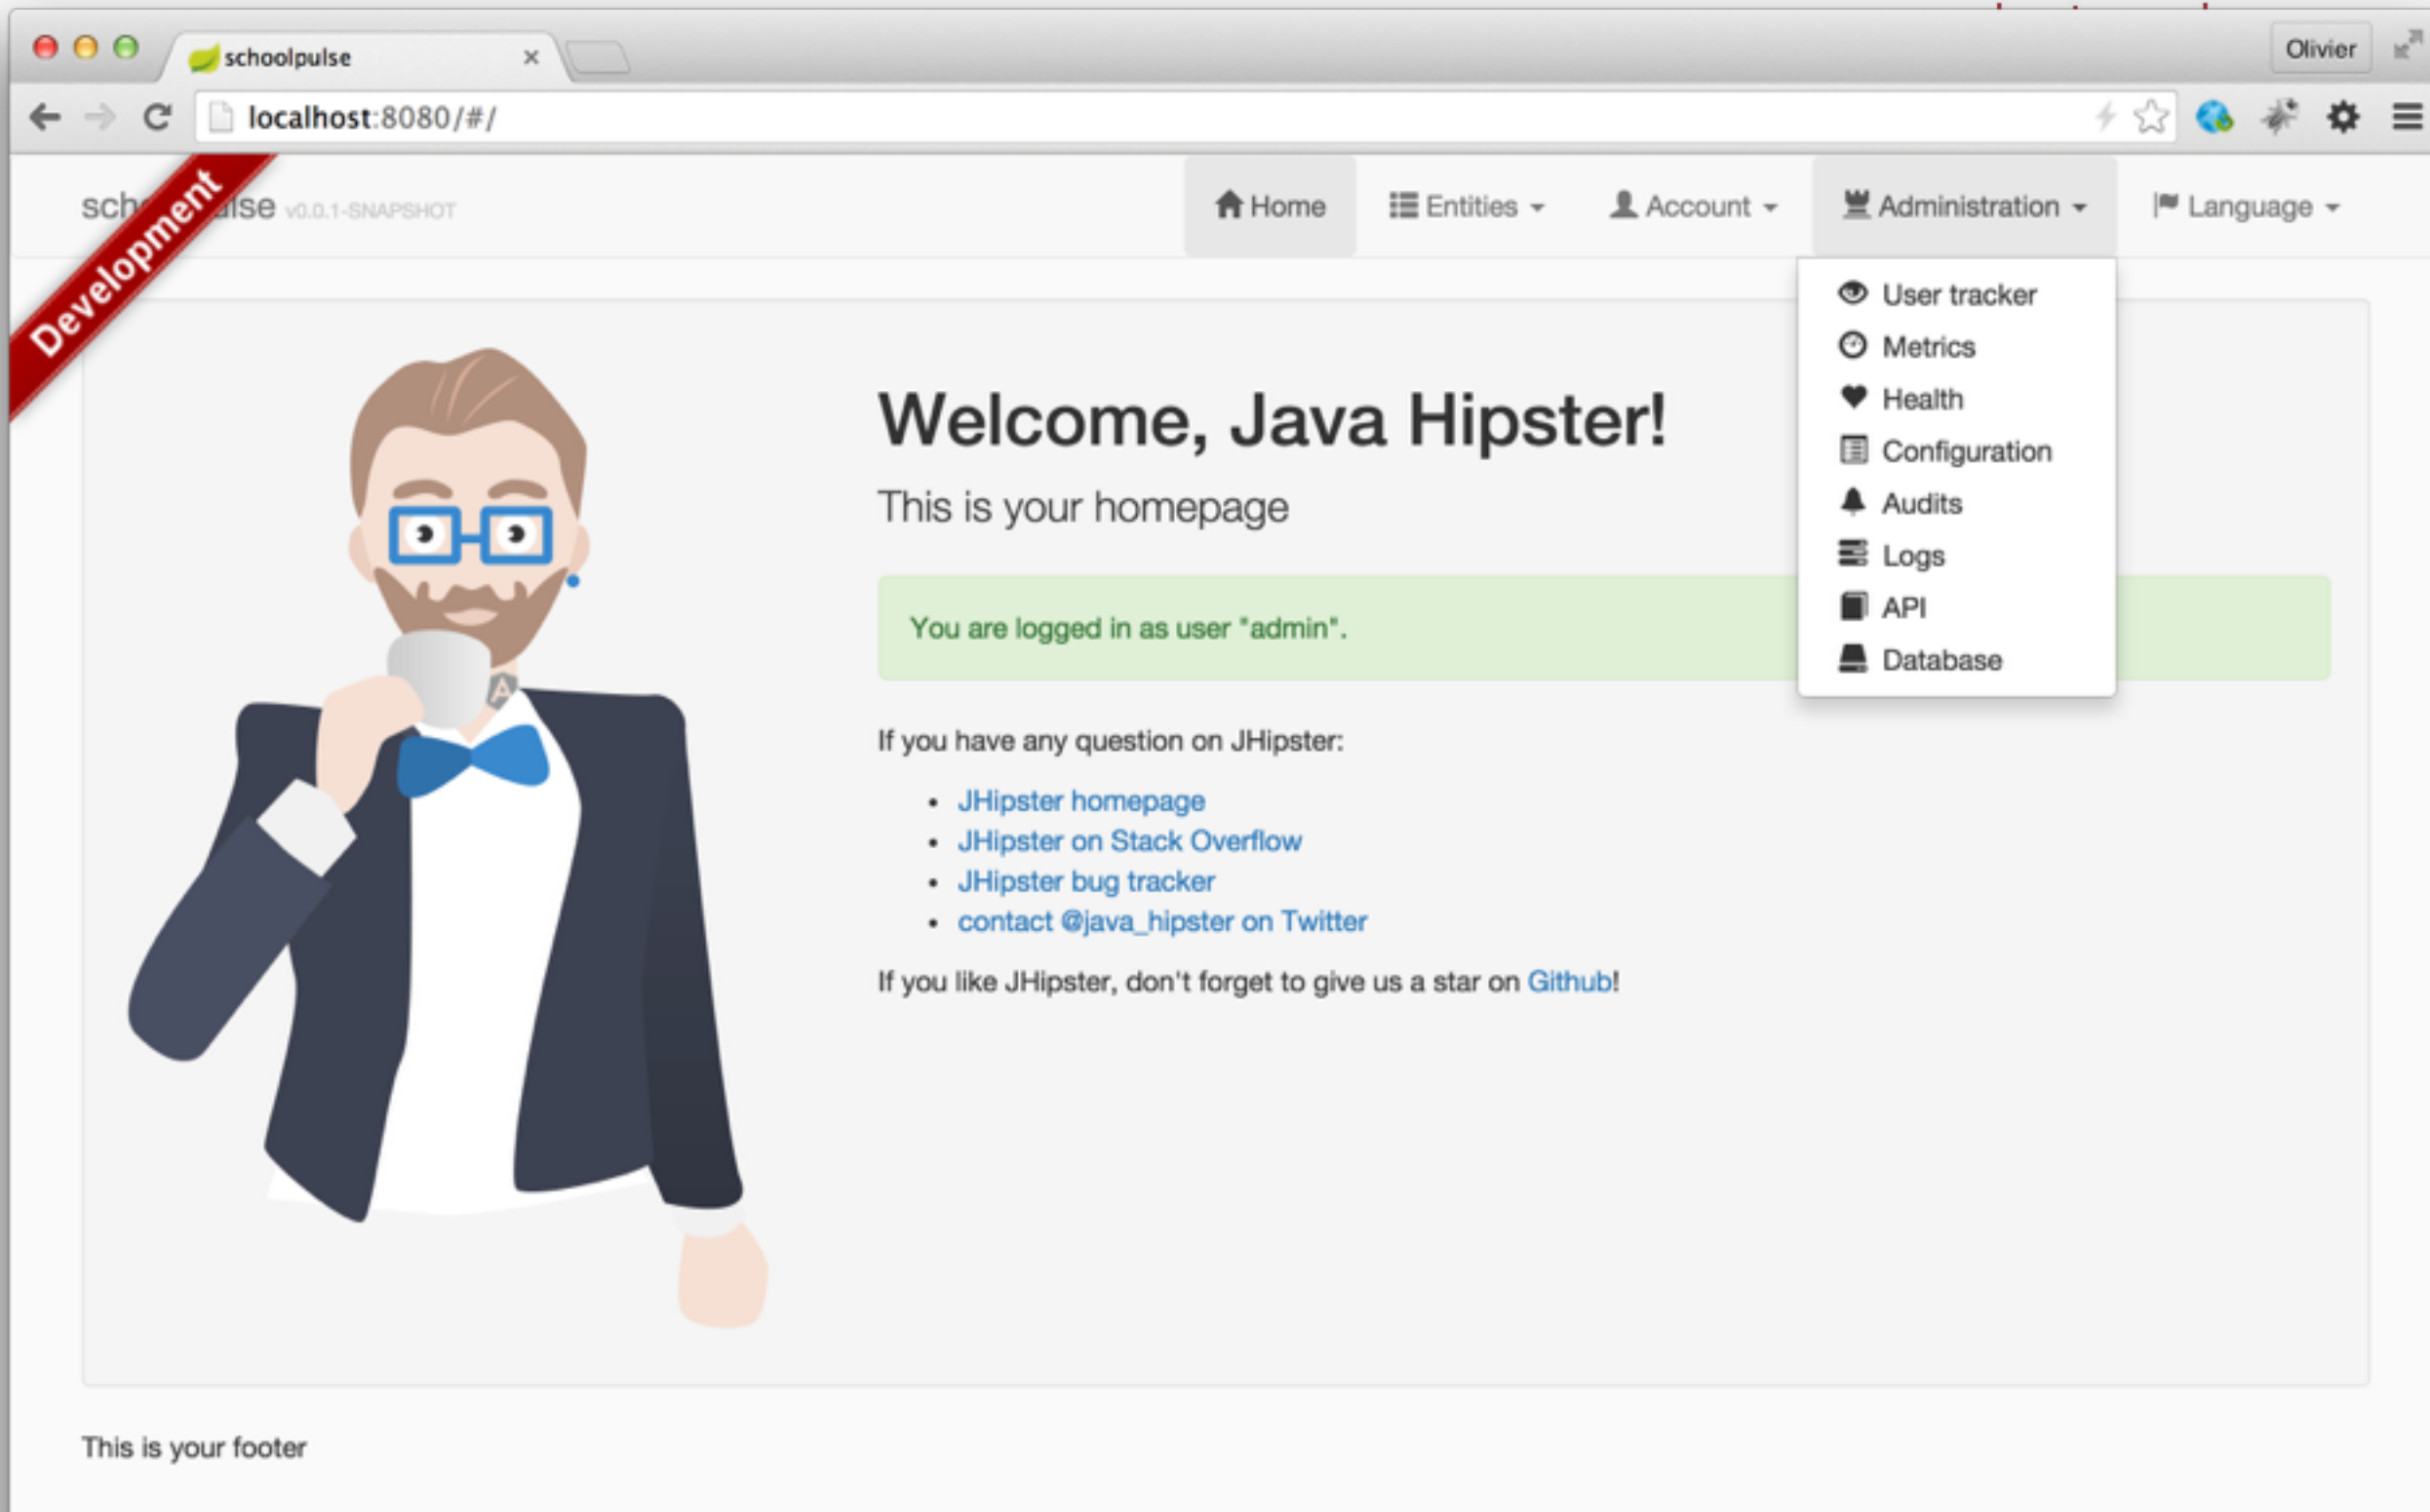 schoolpulse
Olivier
localhost:8080/#/
Development
v0.0.1-SNAPSHOT
Home
Entities
Account
Administration
Language
User tracker
Metrics
Health
Configuration
Audits
Logs
API
Database
Welcome, Java Hipster!
This is your homepage
You are logged in as user "admin".
If you have any question on JHipster:
• JHipster homepage
• JHipster on Stack Overflow
• JHipster bug tracker
• contact @java_hipster on Twitter
If you like JHipster, don't forget to give us a star on Github!
A
This is your footer